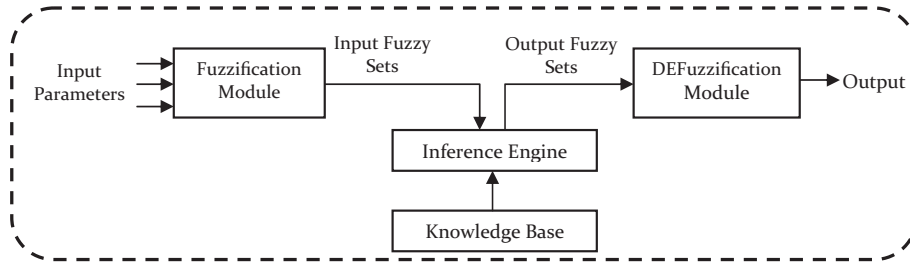 Input
Parameters
Fuzzification
Module
Input Fuzzy
Sets
Output Fuzzy
Sets
DEFuzzification
Module
Output
Inference Engine
Knowledge Base